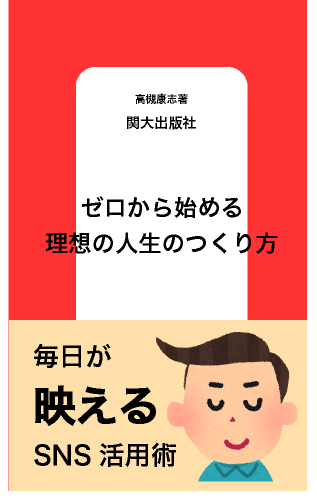 高槻康志著
関大出版社
ゼロから始める
理想の人生のつくり方
毎日が
映える
SNS 活用術